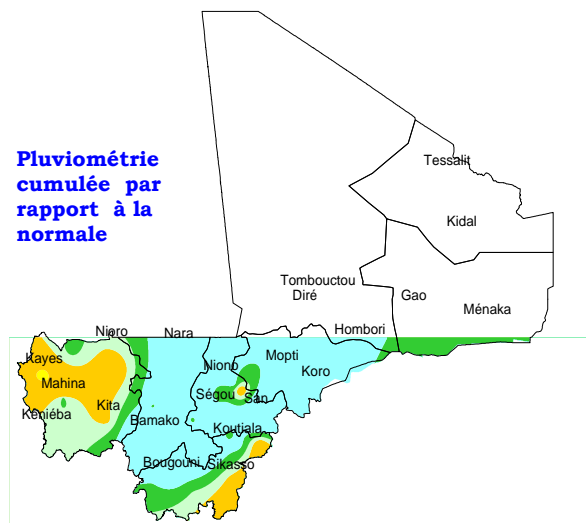 Pluviométrie
cumulée par
rapport à la
normale
Tessalit
Kidal
Tombouctou
Diré
Gao
Ménaka
Hombori
Nioro
Nara
Kayes
Niono
Mopti
Koro
Mahina
Ségou
San
Kéniéba
Kita
Bamako
Koutiala
Bougouni
Sikasso